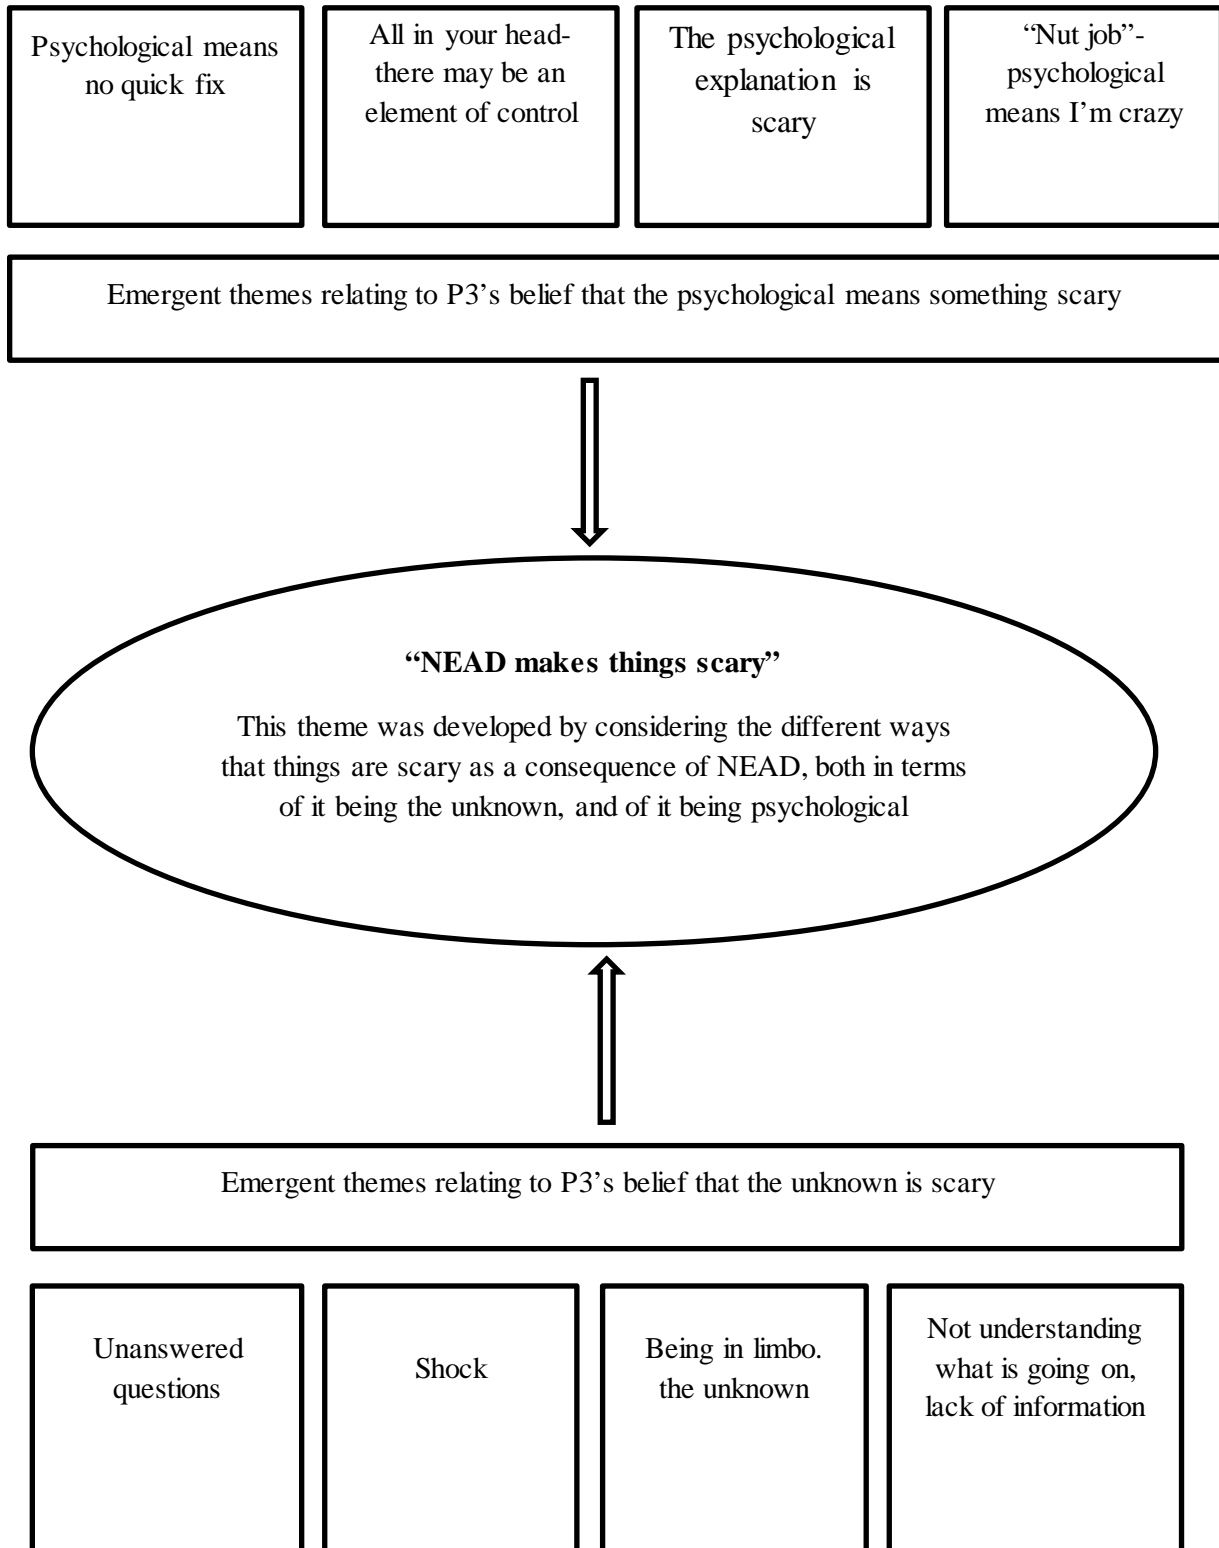 Psychological means
no quick fix
All in your head-
there may be an
element of control
The psychological
explanation is
scary
“Nut job”-
psychological
means I’m crazy
Emergent themes relating to P3’s belief that the psychological means something scary
“NEAD makes things scary”
This theme was developed by considering the different ways
that things are scary as a consequence of NEAD, both in terms
of it being the unknown, and of it being psychological
Emergent themes relating to P3’s belief that the unknown is scary
Unanswered
questions
Shock
Being in limbo.
the unknown
Not understanding
what is going on,
lack of information